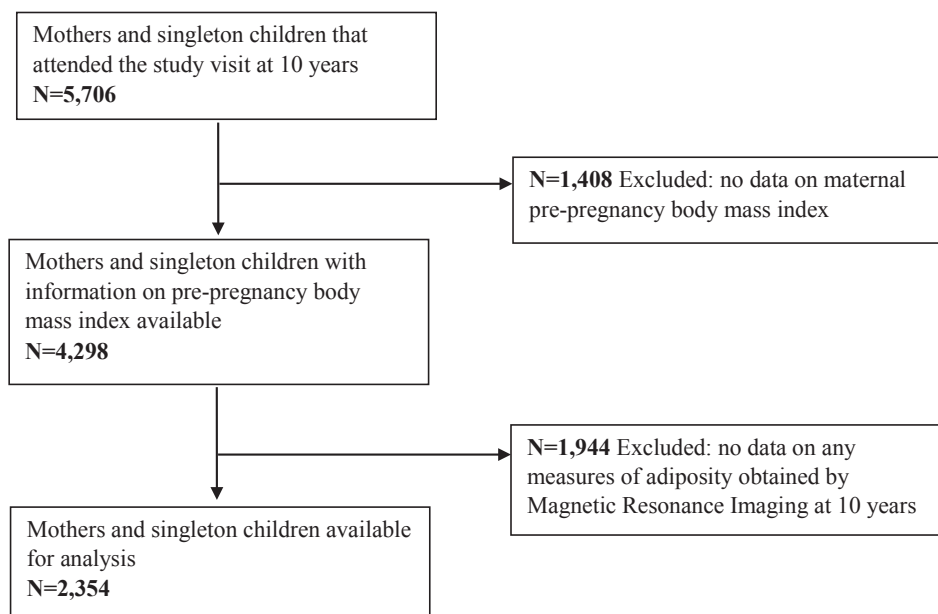 Mothers and singleton children that
attended the study visit at 10 years
N=5,706
N=1,408 Excluded: no data on maternal
pre-pregnancy body mass index
Mothers and singleton children with
information on pre-pregnancy body
mass index available
N=4,298
N=1,944 Excluded: no data on any
measures of adiposity obtained by
Magnetic Resonance Imaging at 10 years
Mothers and singleton children available
for analysis
N=2,354